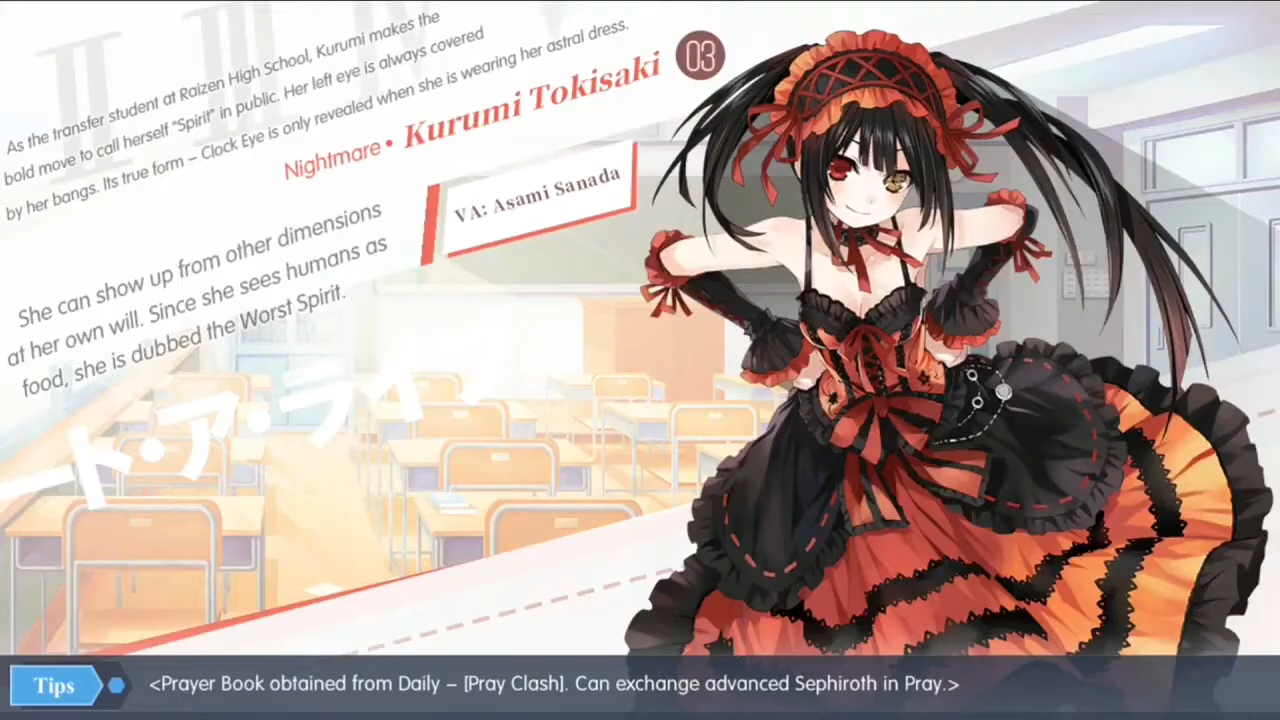 As the transfer student at Raizen High School, Kurumi makes the
bold move to call herself "Spirit" in public. Her left eye is always covered
by her bangs. Its true form – Clock Eye is only revealed when she is wearing her astral dress.
Nightmare • Kurumi Tokisaki
03
VA: Asami Sanada
She can show up from other dimensions
at her own will. Since she sees humans as
food, she is dubbed the Worst Spirit.
ート・ア・ライ
Tips
<Prayer Book obtained from Daily – [Pray Clash]. Can exchange advanced Sephiroth in Pray.>
II
III
IV
V